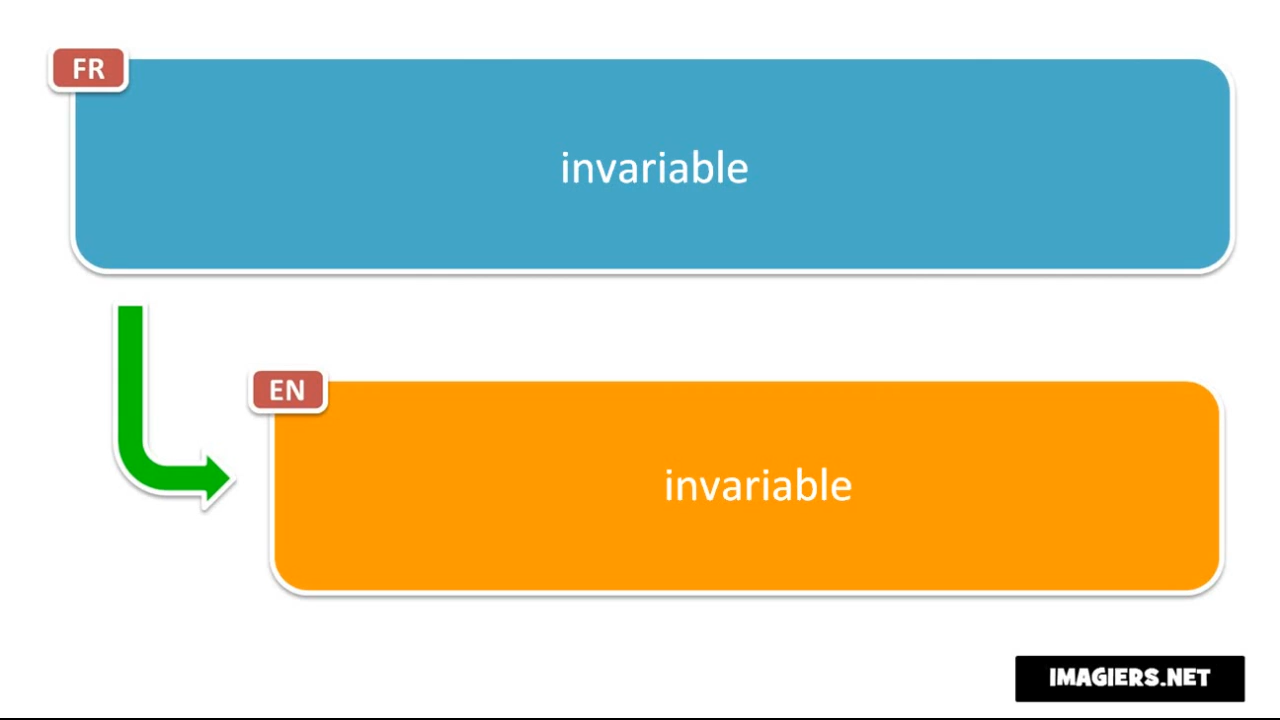 FR
invariable
EN
invariable
IMAGIERS.NET